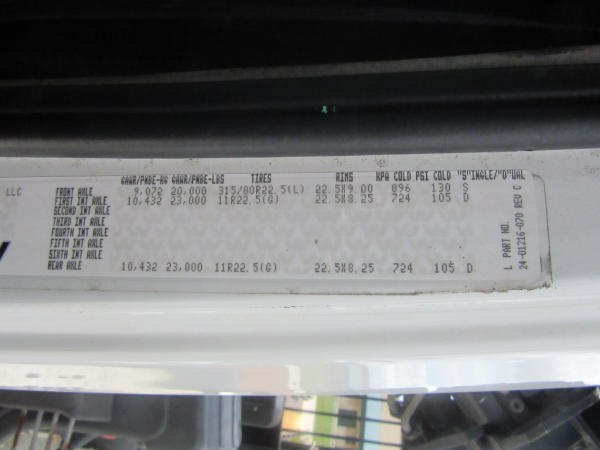 GAWR/PNBE-KG GAWR/PNBE-LBS TIRES RIMS KPA COLD PSI COLD "S"INGLE/"D"UAL
LLC FRONT AXLE 9,072 20,000 315/80R22.5(L) 22.5X9.00 896 130 S
FIRST INT AXLE 10,432 23,000 11R22.5(G) 22.5X8.25 724 105 D
SECOND INT AXLE
THIRD INT AXLE
FOURTH INT AXLE
FIFTH INT AXLE
SIXTH INT AXLE
REAR AXLE 10,432 23,000 11R22.5(G) 22.5X8.25 724 105 D
L PART NO.
24-01216-070 REV C